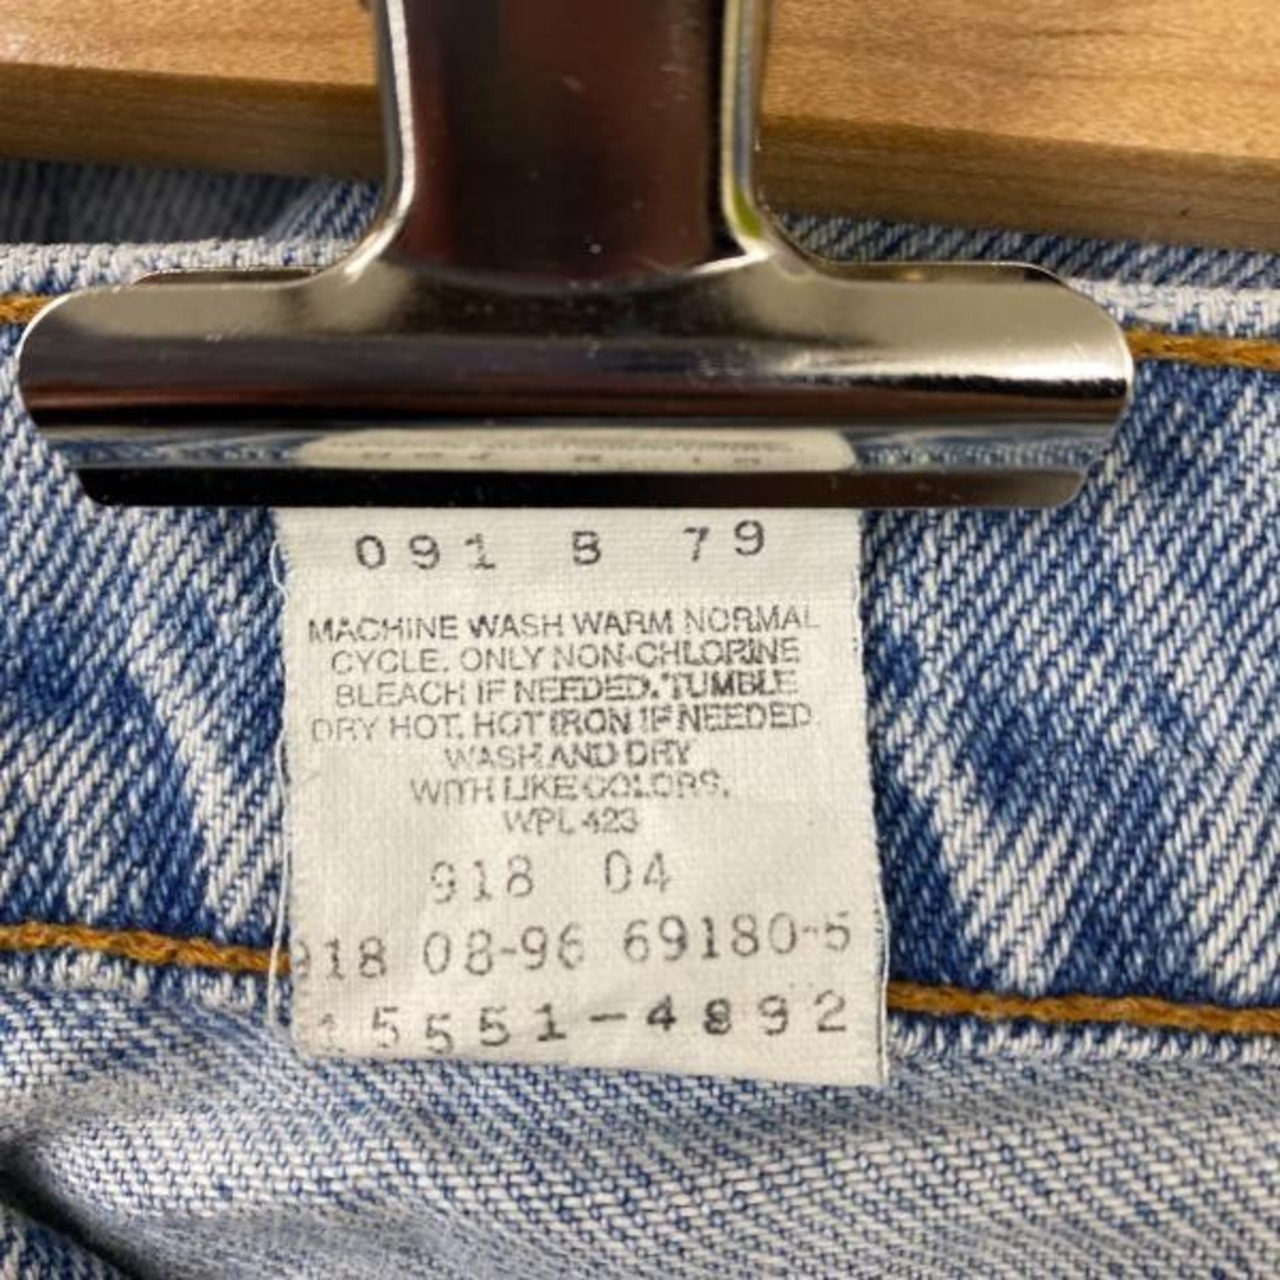 091 B 79
MACHINE WASH WARM NORMAL
CYCLE. ONLY NON-CHLORINE
BLEACH IF NEEDED. TUMBLE
DRY HOT. HOT IRON IF NEEDED
WASH AND DRY
WITH LIKE COLORS.
WPL 423
918 04
918 08-96 69180-5
15551-4892